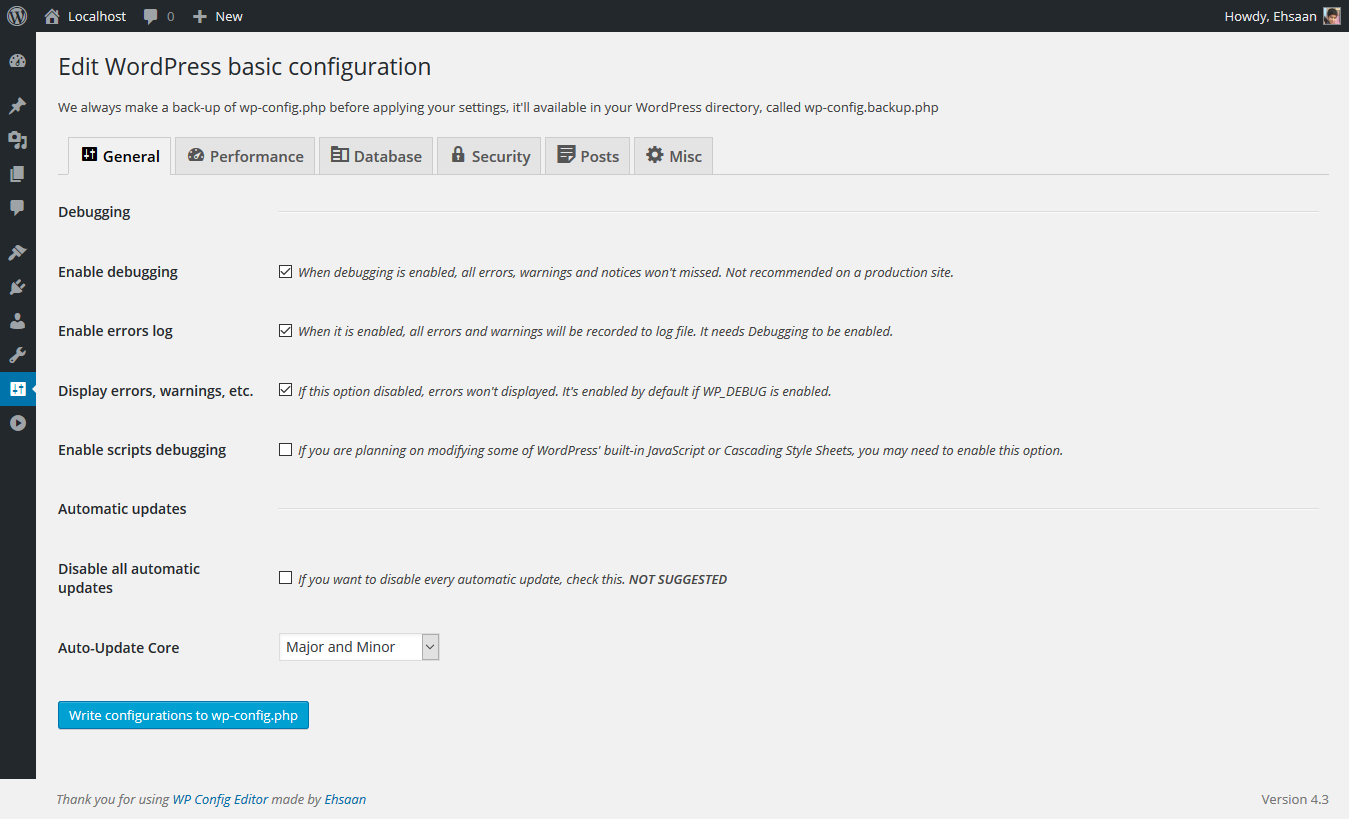 Localhost 0 New Howdy, Ehsaan
Edit WordPress basic configuration
We always make a back-up of wp-config.php before applying your settings, it'll available in your WordPress directory, called wp-config.backup.php
General Performance Database Security Posts Misc
Debugging
Enable debugging When debugging is enabled, all errors, warnings and notices won't missed. Not recommended on a production site.
Enable errors log When it is enabled, all errors and warnings will be recorded to log file. It needs Debugging to be enabled.
Display errors, warnings, etc. If this option disabled, errors won't displayed. It's enabled by default if WP_DEBUG is enabled.
Enable scripts debugging If you are planning on modifying some of WordPress' built-in JavaScript or Cascading Style Sheets, you may need to enable this option.
Automatic updates
Disable all automatic
updates
If you want to disable every automatic update, check this. NOT SUGGESTED
Auto-Update Core Major and Minor
Write configurations to wp-config.php
Thank you for using WP Config Editor made by Ehsaan Version 4.3